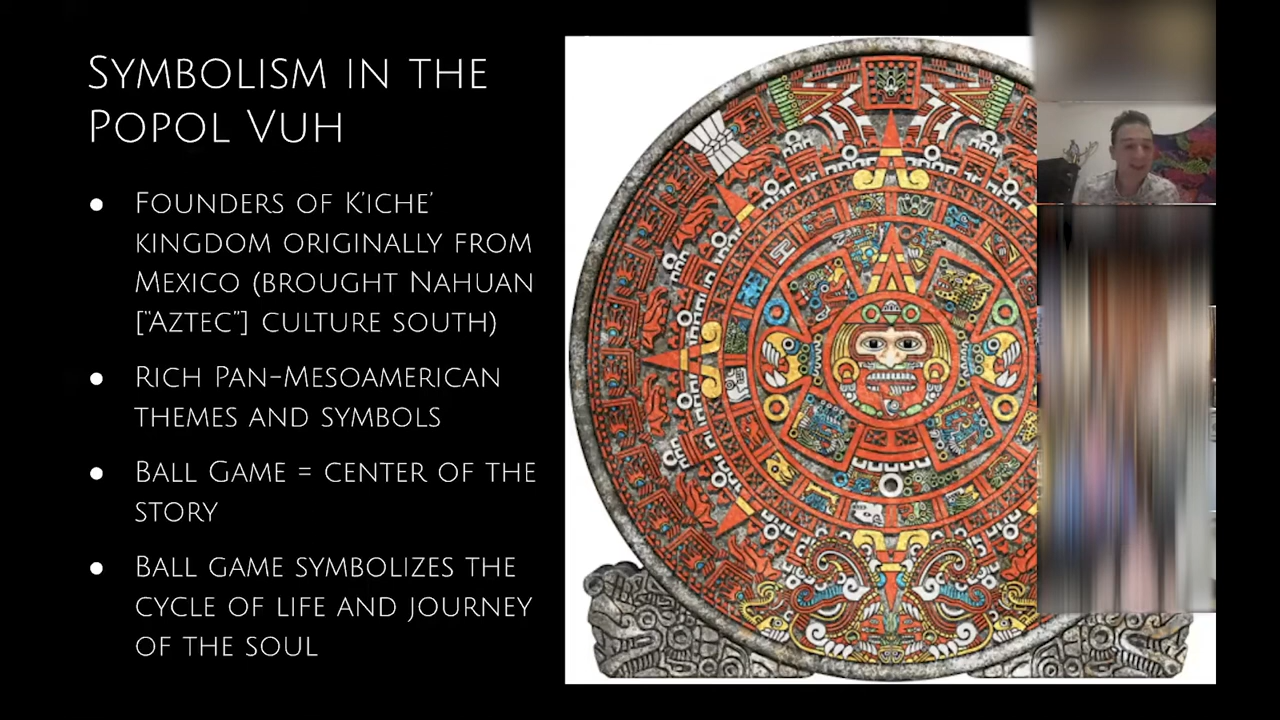 Symbolism in the
Popol Vuh
● Founders of K'iche'
kingdom originally from
Mexico (brought Nahuan
["Aztec"] culture south)
● Rich Pan-Mesoamerican
themes and symbols
● Ball Game = center of the
story
● Ball game symbolizes the
cycle of life and journey
of the soul